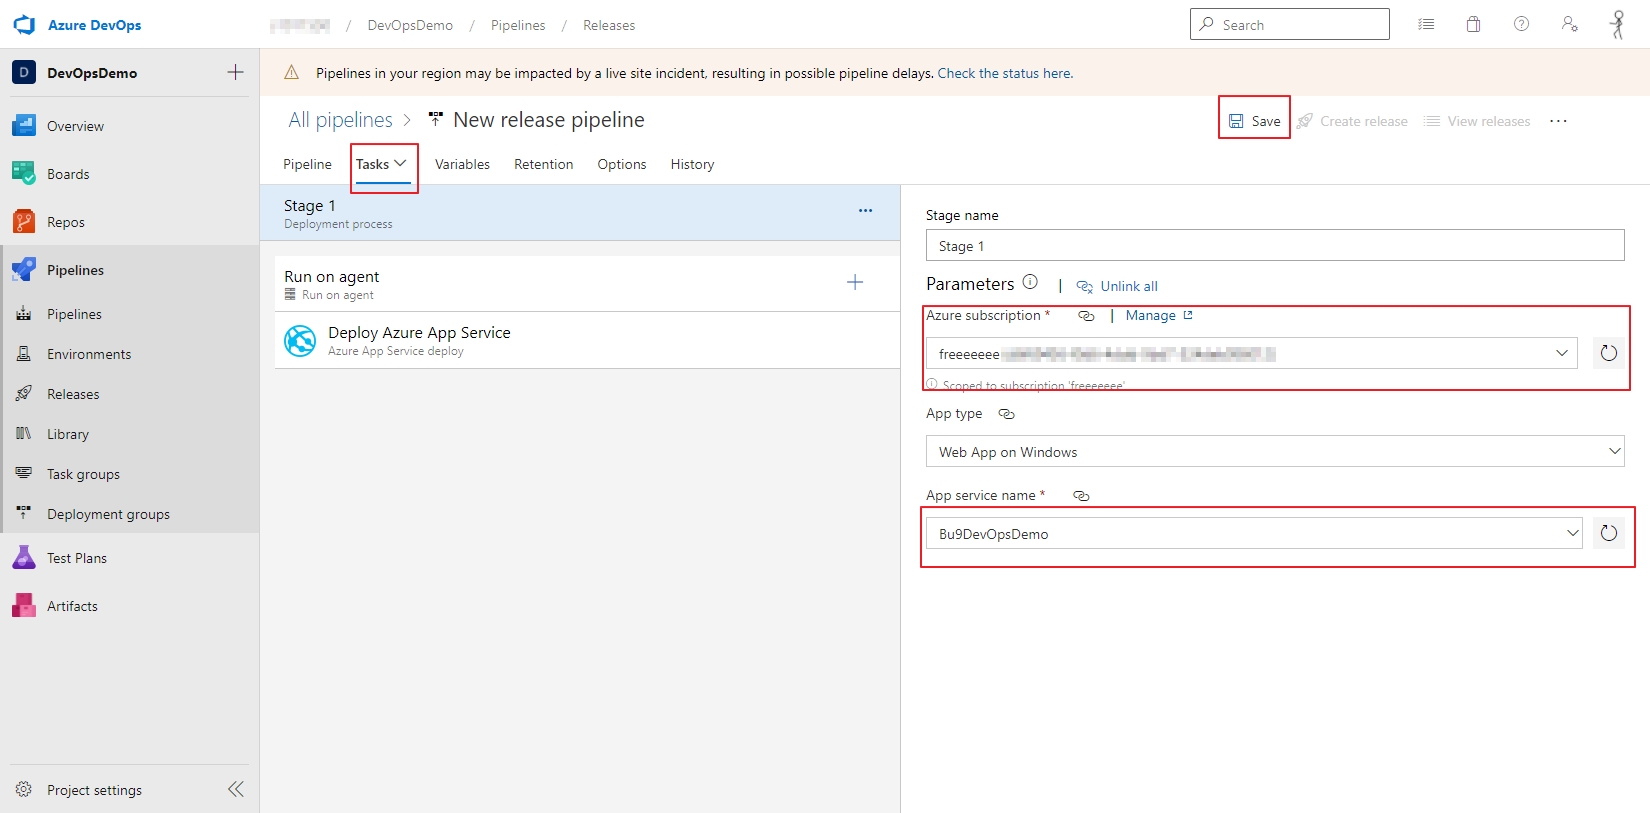 Azure DevOps
/ DevOpsDemo / Pipelines / Releases
Search
D DevOpsDemo
Overview
Boards
Repos
Pipelines
Pipelines
Environments
Releases
Library
Task groups
Deployment groups
Test Plans
Artifacts
Project settings
Pipelines in your region may be impacted by a live site incident, resulting in possible pipeline delays. Check the status here.
All pipelines > New release pipeline
Save
Create release
View releases
...
Pipeline Tasks Variables Retention Options History
Stage 1
Deployment process
...
Run on agent
Run on agent
Deploy Azure App Service
Azure App Service deploy
Stage name
Stage 1
Parameters | Unlink all
Azure subscription * | Manage
freeeeeee
Scoped to subscription 'freeeeeee'
App type
Web App on Windows
App service name *
Bu9DevOpsDemo